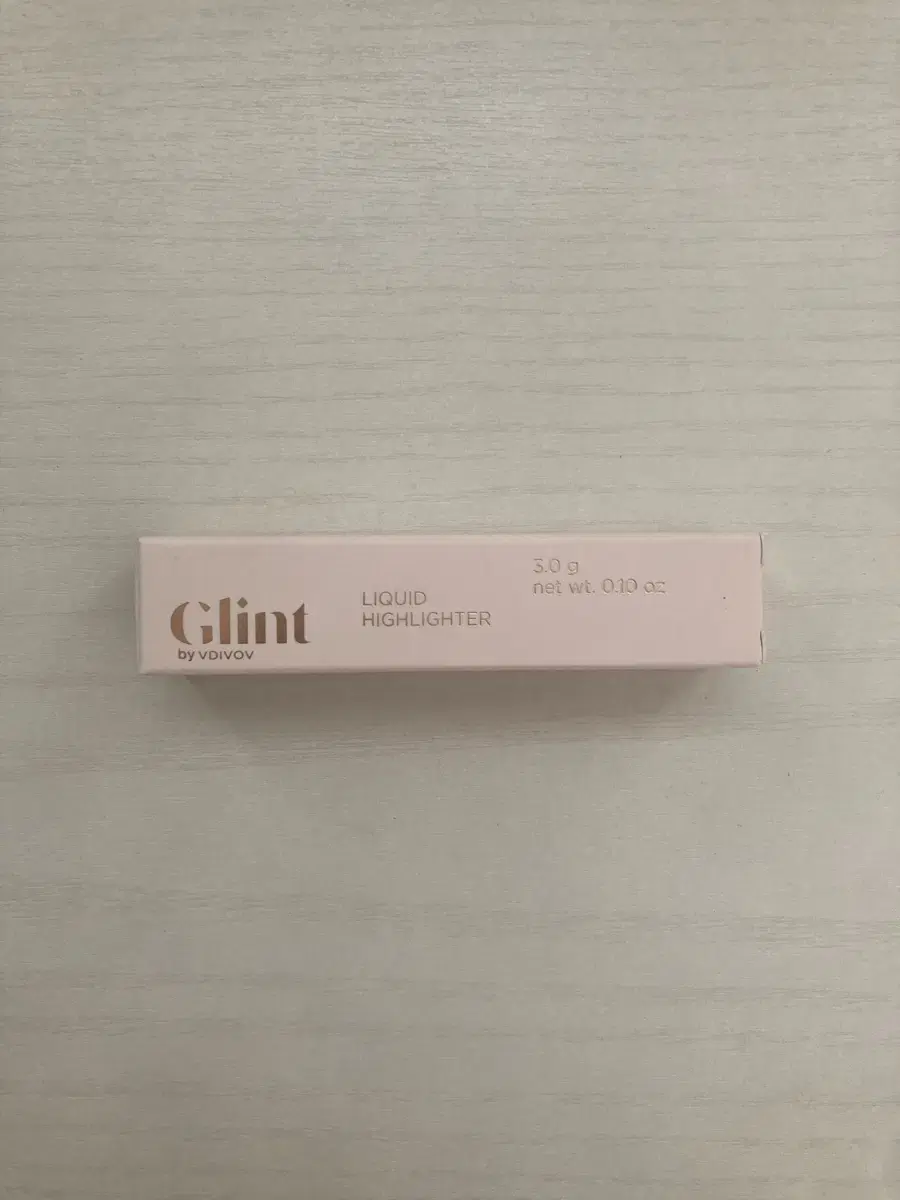 Glint
by VDIVOV
LIQUID
HIGHLIGHTER
3.0 g
net wt. 0.10 oz